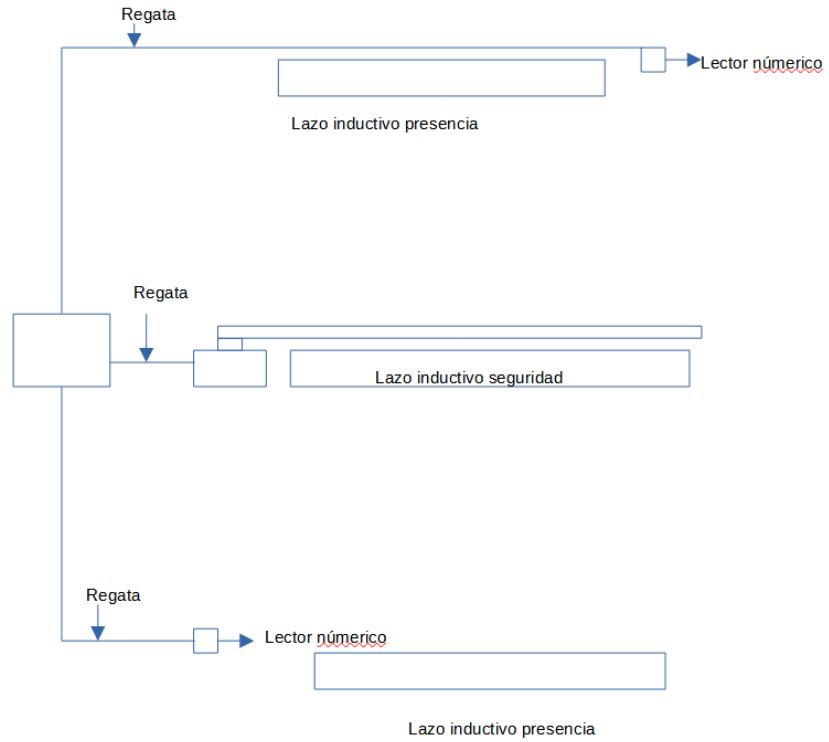 Regata
Lector númerico
Lazo inductivo presencia
Regata
Lazo inductivo seguridad
Regata
Lector númerico
Lazo inductivo presencia